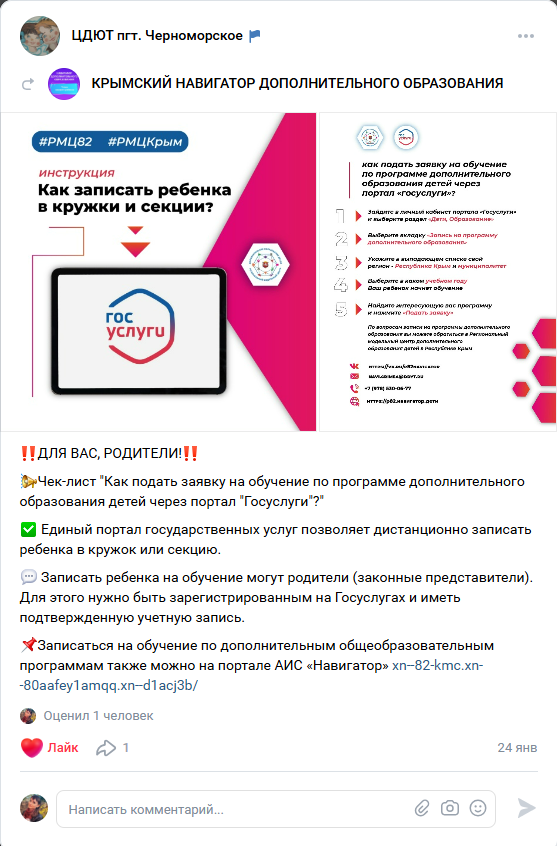 ЦДЮТ пгт. Черноморское
КРЫМСКИЙ НАВИГАТОР ДОПОЛНИТЕЛЬНОГО ОБРАЗОВАНИЯ
#РМЦ82 #РМЦКрым
ИНСТРУКЦИЯ
Как записать ребенка
в кружки и секции?
гос
услуги
как подать заявку на обучение
по программе дополнительного
образования детей через
портал «госуслуги»?
1 Зайдите в личный кабинет портала «Госуслуги»
и выберите раздел «Дети, Образование»
2 Выберите вкладку «Запись на программу
дополнительного образования»
3 Укажите в выпадающем списке свой
регион - Республика Крым и муниципалитет
4 Выберите в каком учебном году
Ваш ребенок начнет обучение
5 Найдите интересующую вас программу
и нажмите «Подать заявку»
По вопросам записи на программы дополнительного
образования вы можете обратиться в Региональный
модельный центр дополнительного
образования детей в Республике Крым
+7 (978) 530-06-77
https://р82.навигатор.дети
‼ДЛЯ ВАС, РОДИТЕЛИ!‼
Чек-лист "Как подать заявку на обучение по программе дополнительного
образования детей через портал "Госуслуги"?"
✅ Единый портал государственных услуг позволяет дистанционно записать
ребенка в кружок или секцию.
💬 Записать ребенка на обучение могут родители (законные представители).
Для этого нужно быть зарегистрированным на Госуслугах и иметь
подтвержденную учетную запись.
📌Записаться на обучение по дополнительным общеобразовательным
программам также можно на портале АИС «Навигатор» xn--82-kmc.xn-
-80aafey1amqq.xn--d1acj3b/
Оценил 1 человек
Лайк 1 24 янв
Написать комментарий...